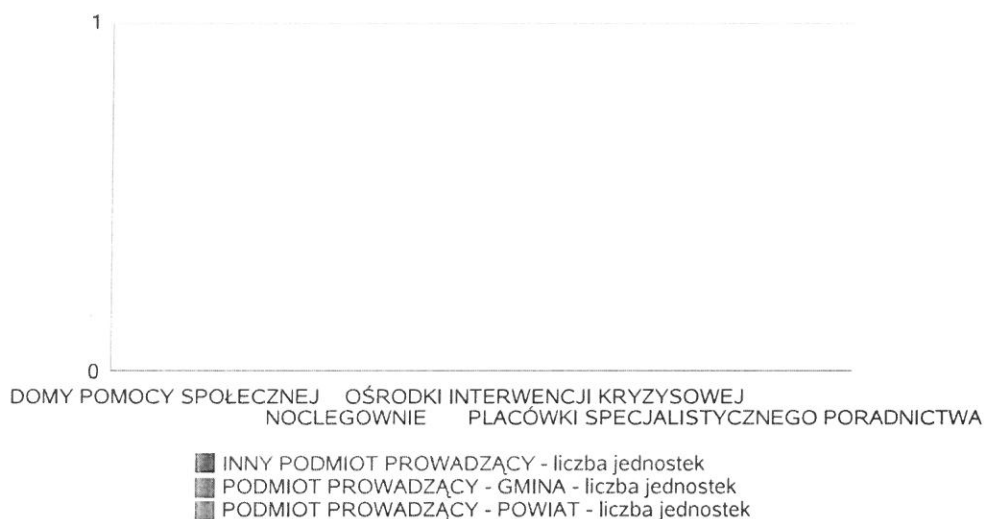 1
0
DOMY POMOCY SPOŁECZNEJ OŚRODKI INTERWENCJI KRYZYSOWEJ
NOCLEGOWNIE PLACÓWKI SPECJALISTYCZNEGO PORADNICTWA
INNY PODMIOT PROWADZĄCY - liczba jednostek
PODMIOT PROWADZĄCY - GMINA - liczba jednostek
PODMIOT PROWADZĄCY - POWIAT - liczba jednostek